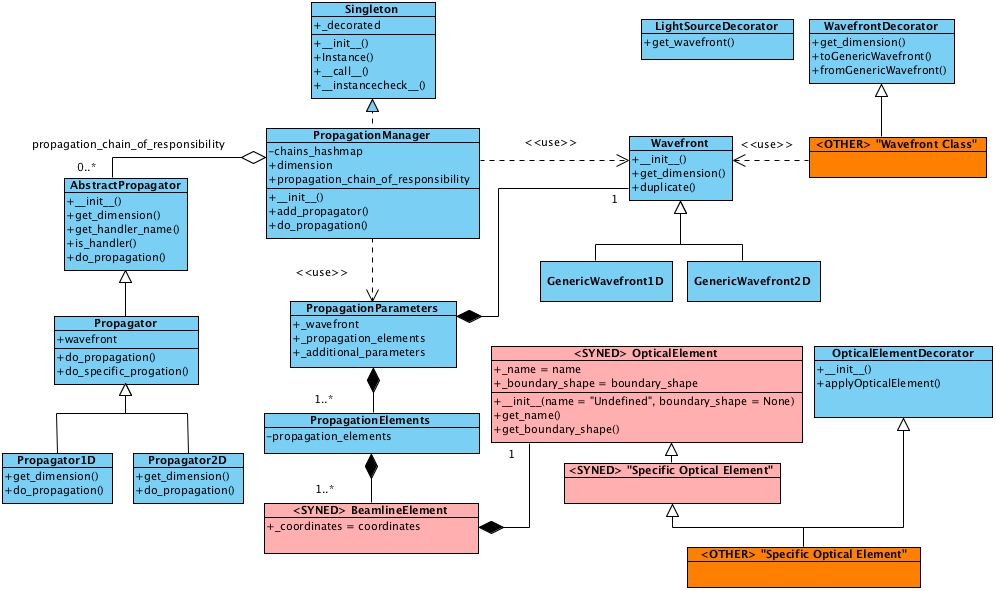 Singleton
+_decorated
+__init__()
+Instance()
+__call__()
+__instancecheck__()
LightSourceDecorator
+get_wavefront()
WavefrontDecorator
+get_dimension()
+toGenericWavefront()
+fromGenericWavefront()
propagation_chain_of_responsibility
0..*
PropagationManager
-chains_hashmap
+dimension
+propagation_chain_of_responsibility
+__init__()
+add_propagator()
+do_propagation()
<<use>>
Wavefront
+__init__()
+get_dimension()
+duplicate()
1
<<use>>
<OTHER> "Wavefront Class"
AbstractPropagator
+__init__()
+get_dimension()
+get_handler_name()
+is_handler()
+do_propagation()
<<use>>
GenericWavefront1D
GenericWavefront2D
Propagator
+wavefront
+do_propagation()
+do_specific_progation()
PropagationParameters
+_wavefront
+_propagation_elements
+_additional_parameters
1..*
<SYNED> OpticalElement
+_name = name
+_boundary_shape = boundary_shape
+__init__(name = "Undefined", boundary_shape = None)
+get_name()
+get_boundary_shape()
1
OpticalElementDecorator
+__init__()
+applyOpticalElement()
PropagationElements
-propagation_elements
1..*
Propagator1D
+get_dimension()
+do_propagation()
Propagator2D
+get_dimension()
+do_propagation()
<SYNED> "Specific Optical Element"
<SYNED> BeamlineElement
+_coordinates = coordinates
<OTHER> "Specific Optical Element"